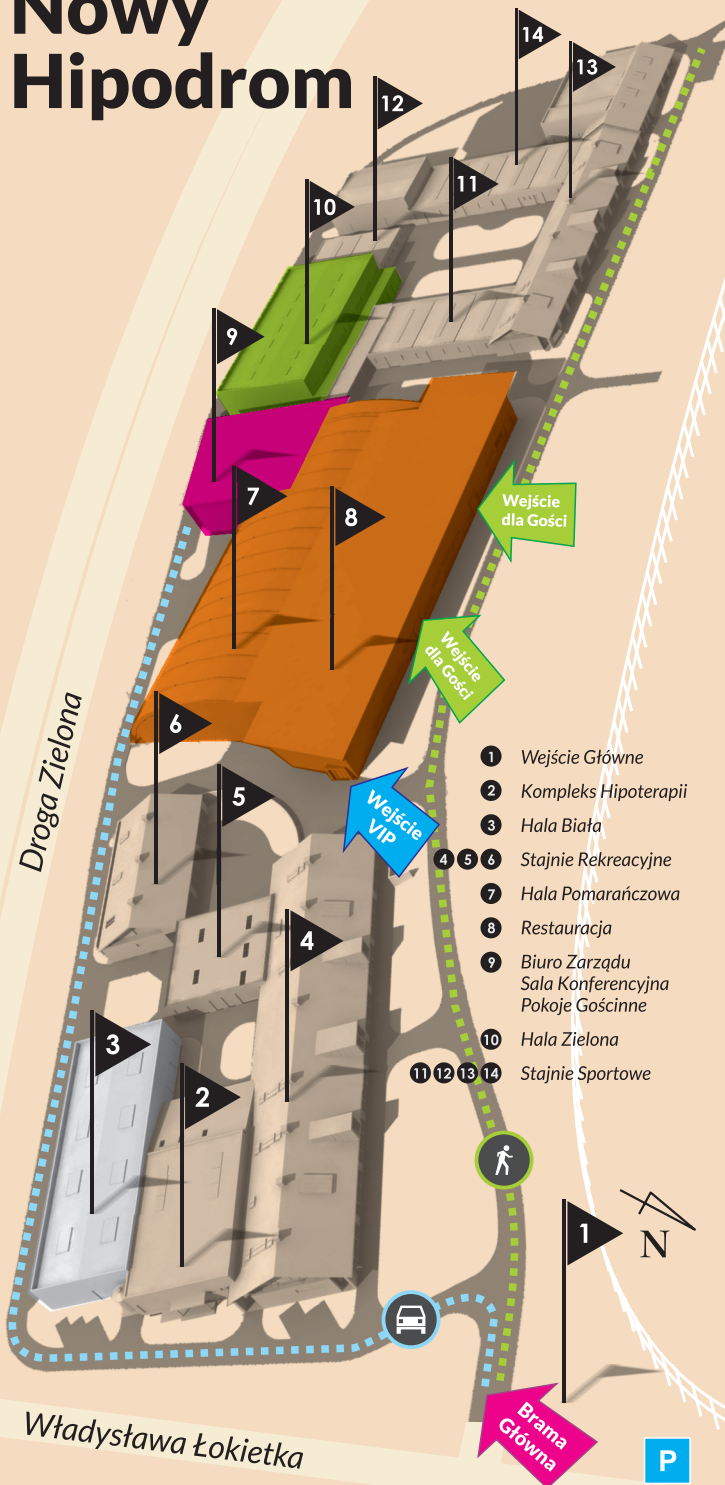 Nowy
Hipodrom
14
13
12
11
10
9
7
8
Wejście
dla Gości
Wejście
dla Gości
6
5
Wejście
VIP
4
3
2
Droga Zielona
1 Wejście Główne
2 Kompleks Hipoterapii
3 Hala Biała
4 5 6 Stajnie Rekreacyjne
7 Hala Pomarańczowa
8 Restauracja
9 Biuro Zarządu
Sala Konferencyjna
Pokoje Gościnne
10 Hala Zielona
11 12 13 14 Stajnie Sportowe
1
N
Brama
Główna
Władysława Łokietka
P